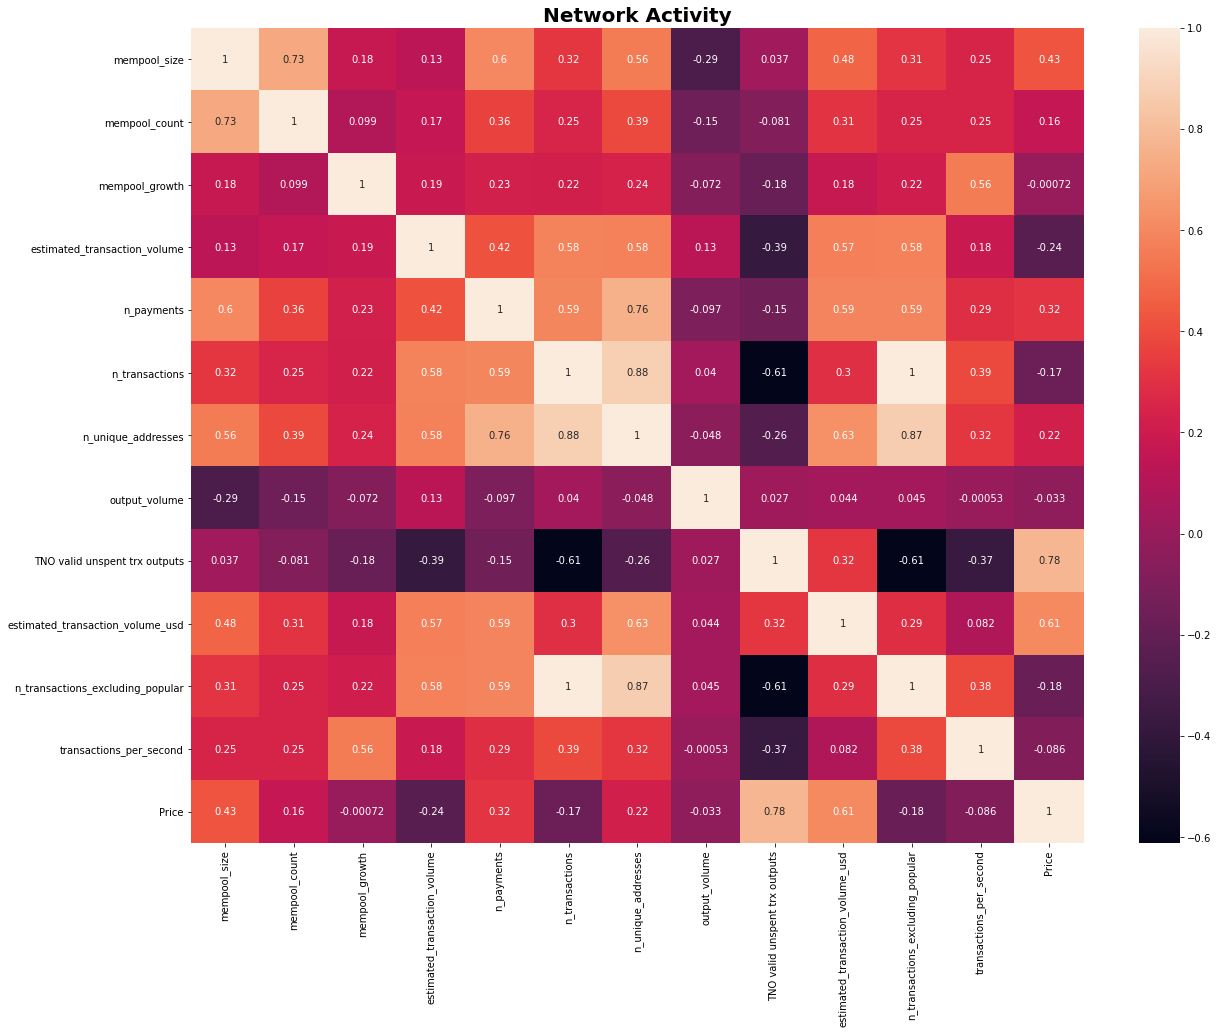 Network Activity
mempool_size 1 0.73 0.18 0.13 0.6 0.32 0.56 -0.29 0.037 0.48 0.31 0.25 0.43
mempool_count 0.73 1 0.099 0.17 0.36 0.25 0.39 -0.15 -0.081 0.31 0.25 0.25 0.16
mempool_growth 0.18 0.099 1 0.19 0.23 0.22 0.24 -0.072 -0.18 0.18 0.22 0.56 -0.00072
estimated_transaction_volume 0.13 0.17 0.19 1 0.42 0.58 0.58 0.13 -0.39 0.57 0.58 0.18 -0.24
n_payments 0.6 0.36 0.23 0.42 1 0.59 0.76 -0.097 -0.15 0.59 0.59 0.29 0.32
n_transactions 0.32 0.25 0.22 0.58 0.59 1 0.88 0.04 -0.61 0.3 1 0.39 -0.17
n_unique_addresses 0.56 0.39 0.24 0.58 0.76 0.88 1 -0.048 -0.26 0.63 0.87 0.32 0.22
output_volume -0.29 -0.15 -0.072 0.13 -0.097 0.04 -0.048 1 0.027 0.044 0.045 -0.00053 -0.033
TNO valid unspent trx outputs 0.037 -0.081 -0.18 -0.39 -0.15 -0.61 -0.26 0.027 1 0.32 -0.61 -0.37 0.78
estimated_transaction_volume_usd 0.48 0.31 0.18 0.57 0.59 0.3 0.63 0.044 0.32 1 0.29 0.082 0.61
n_transactions_excluding_popular 0.31 0.25 0.22 0.58 0.59 1 0.87 0.045 -0.61 0.29 1 0.38 -0.18
transactions_per_second 0.25 0.25 0.56 0.18 0.29 0.39 0.32 -0.00053 -0.37 0.082 0.38 1 -0.086
Price 0.43 0.16 -0.00072 -0.24 0.32 -0.17 0.22 -0.033 0.78 0.61 -0.18 -0.086 1
mempool_size
mempool_count
mempool_growth
estimated_transaction_volume
n_payments
n_transactions
n_unique_addresses
output_volume
TNO valid unspent trx outputs
estimated_transaction_volume_usd
n_transactions_excluding_popular
transactions_per_second
Price
1.0
0.8
0.6
0.4
0.2
0.0
−0.2
−0.4
−0.6